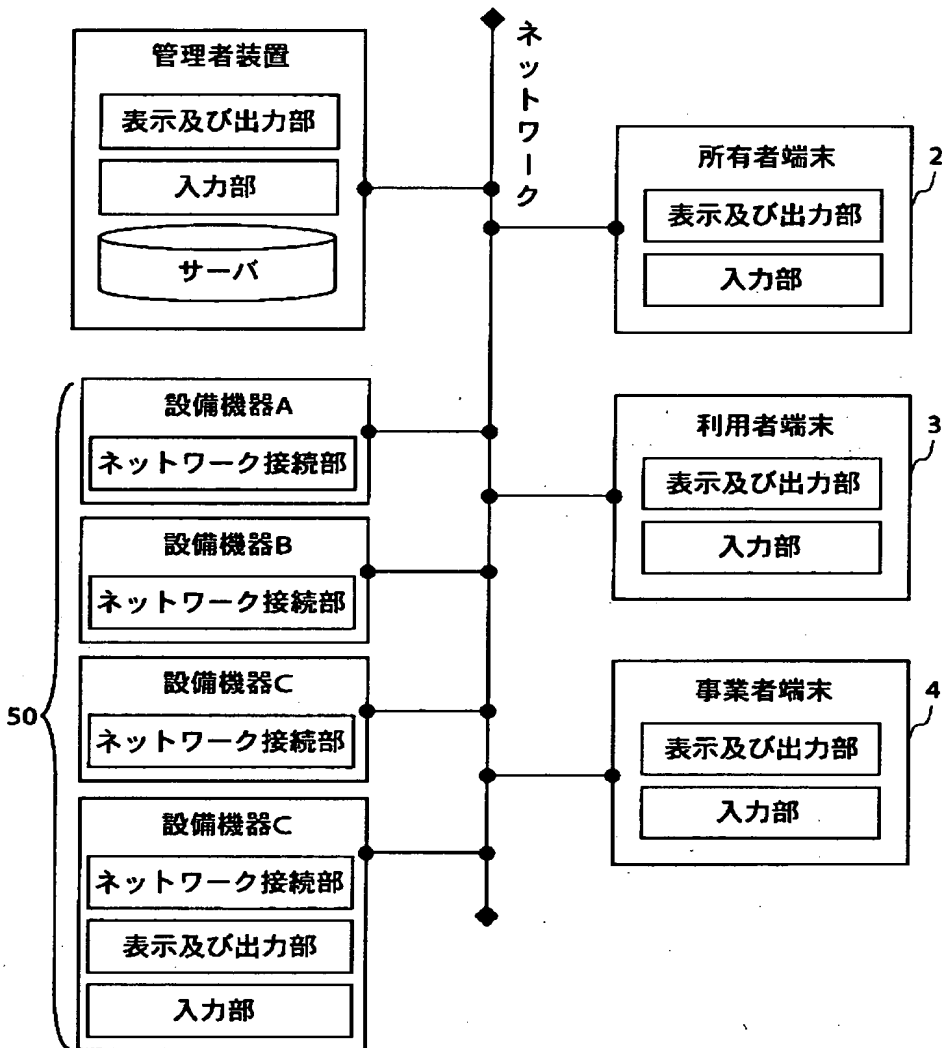 管理者装置
表示及び出力部
入力部
サーバ
ネットワーク
所有者端末
2
表示及び出力部
入力部
設備機器A
ネットワーク接続部
設備機器B
ネットワーク接続部
設備機器C
ネットワーク接続部
設備機器C
ネットワーク接続部
表示及び出力部
入力部
50
利用者端末
3
表示及び出力部
入力部
事業者端末
4
表示及び出力部
入力部